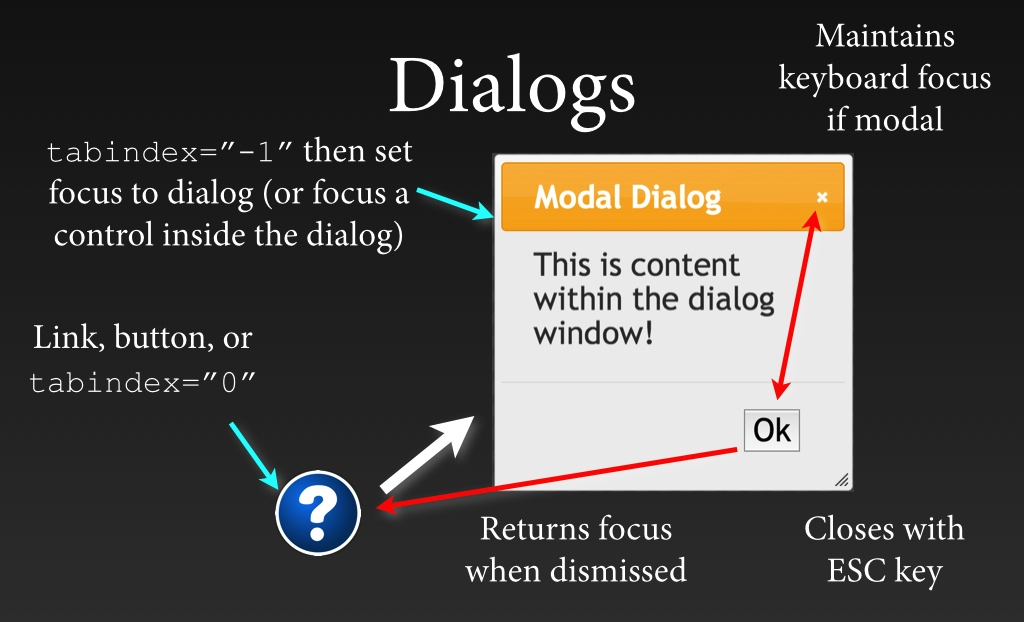 Dialogs
Maintains
keyboard focus
if modal
tabindex=”-1” then set
focus to dialog (or focus a
control inside the dialog)
Modal Dialog ×
This is content
within the dialog
window!
Ok
Link, button, or
tabindex=”0”
?
Returns focus
when dismissed
Closes with
ESC key